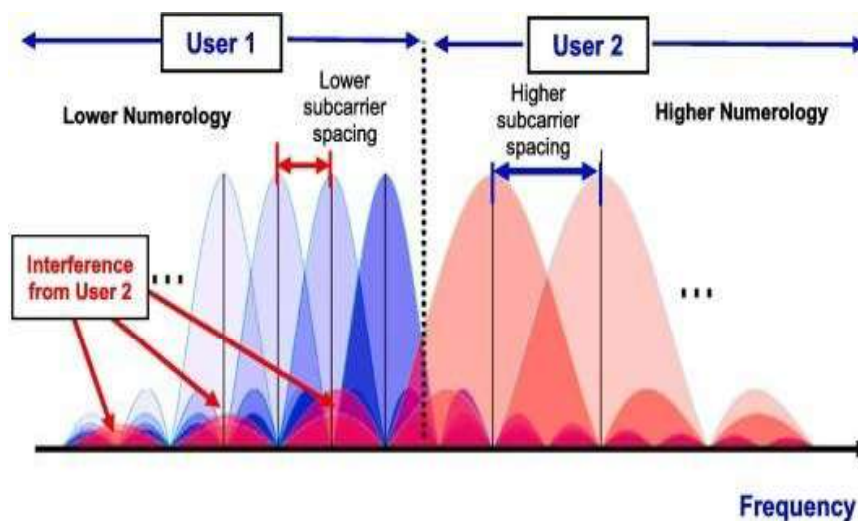 User 1
User 2
Lower Numerology
Lower
subcarrier
spacing
Higher
subcarrier
spacing
Higher Numerology
Interference
from User 2
...
...
Frequency